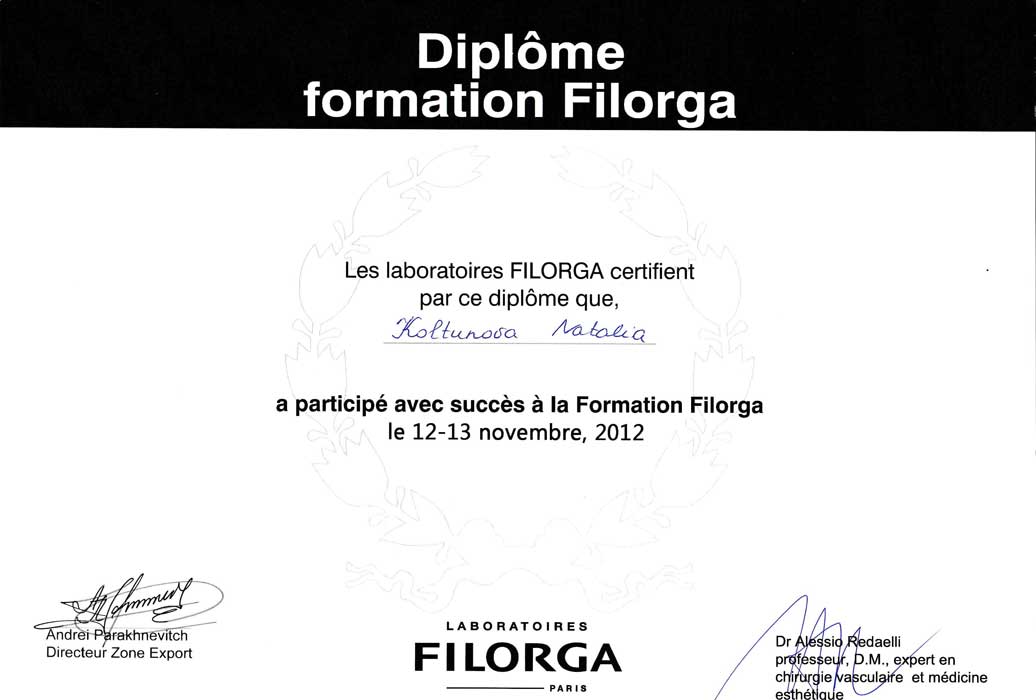 Diplôme
formation Filorga
Les laboratoires FILORGA certifient
par ce diplôme que,
Koltunova Natalia
a participé avec succès à la Formation Filorga
le 12-13 novembre, 2012
Andrei Parakhnevitch
Directeur Zone Export
LABORATOIRES
FILORGA
PARIS
Dr Alessio Redaelli
professeur, D.M., expert en
chirurgie vasculaire et médicine
esthétique